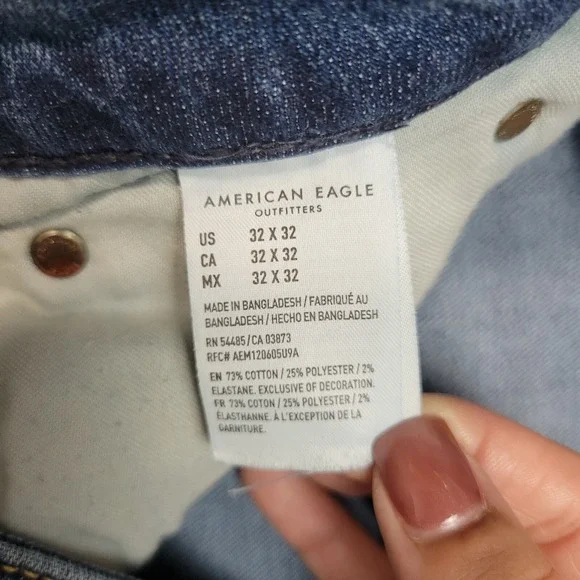 AMERICAN EAGLE
OUTFITTERS
US 32 X 32
CA 32 X 32
MX 32 X 32
MADE IN BANGLADESH / FABRIQUÉ AU
BANGLADESH / HECHO EN BANGLADESH
RN 54485 / CA 03873
RFC# AEM120605U9A
EN 73% COTTON / 25% POLYESTER / 2%
ELASTANE. EXCLUSIVE OF DECORATION.
FR 73% COTON / 25% POLYESTER / 2%
ÉLASTHANNE. À L'EXCEPTION DE LA
GARNITURE.